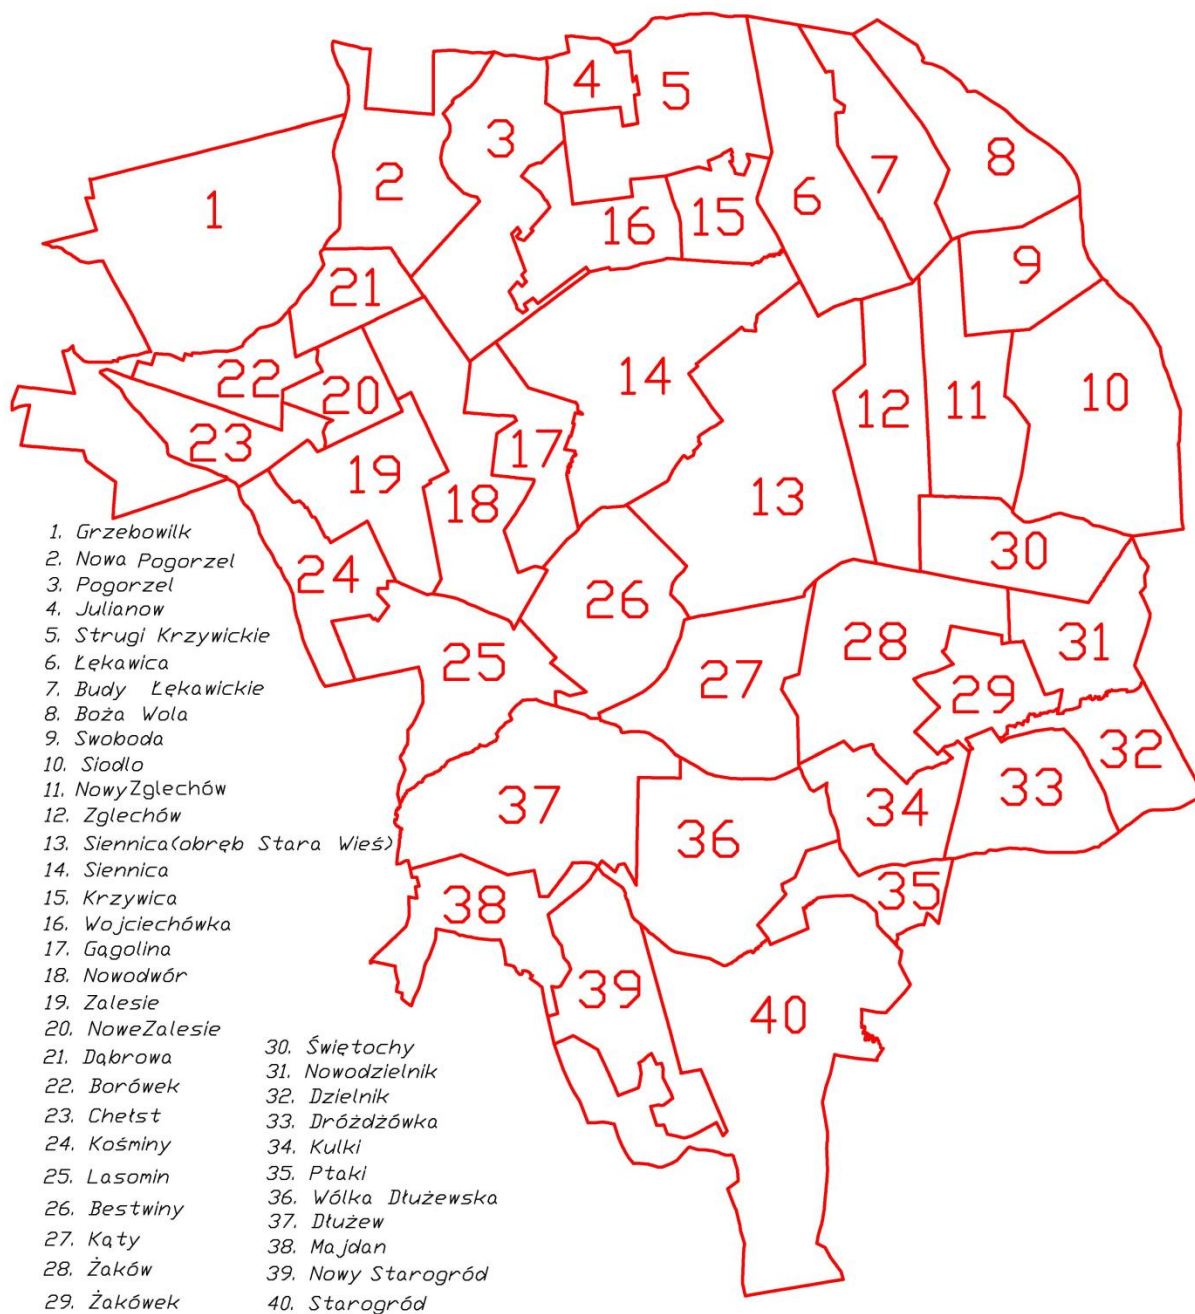 1
2
3
4
5
6
7
8
9
10
11
12
13
14
15
16
17
18
19
20
21
22
23
24
25
26
27
28
29
30
31
32
33
34
35
36
37
38
39
40
1. Grzebowilk
2. Nowa Pogorzel
3. Pogorzel
4. Julianow
5. Strugi Krzywickie
6. Łękawica
7. Budy Łękawickie
8. Boża Wola
9. Swoboda
10. Siodlo
11. Nowy Zglechów
12. Zglechów
13. Siennica(obręb Stara Wieś)
14. Siennica
15. Krzywica
16. Wojciechówka
17. Gągolina
18. Nowodwór
19. Zalesie
20. NoweZalesie
21. Dąbrowa
22. Borówek
23. Chełst
24. Kośminy
25. Lasomin
26. Bestwiny
27. Kąty
28. Żaków
29. Żakówek
30. Świętochy
31. Nowodzielnik
32. Dzielnik
33. Dróżdżówka
34. Kulki
35. Ptaki
36. Wólka Dłużewska
37. Dłużew
38. Majdan
39. Nowy Starogród
40. Starogród